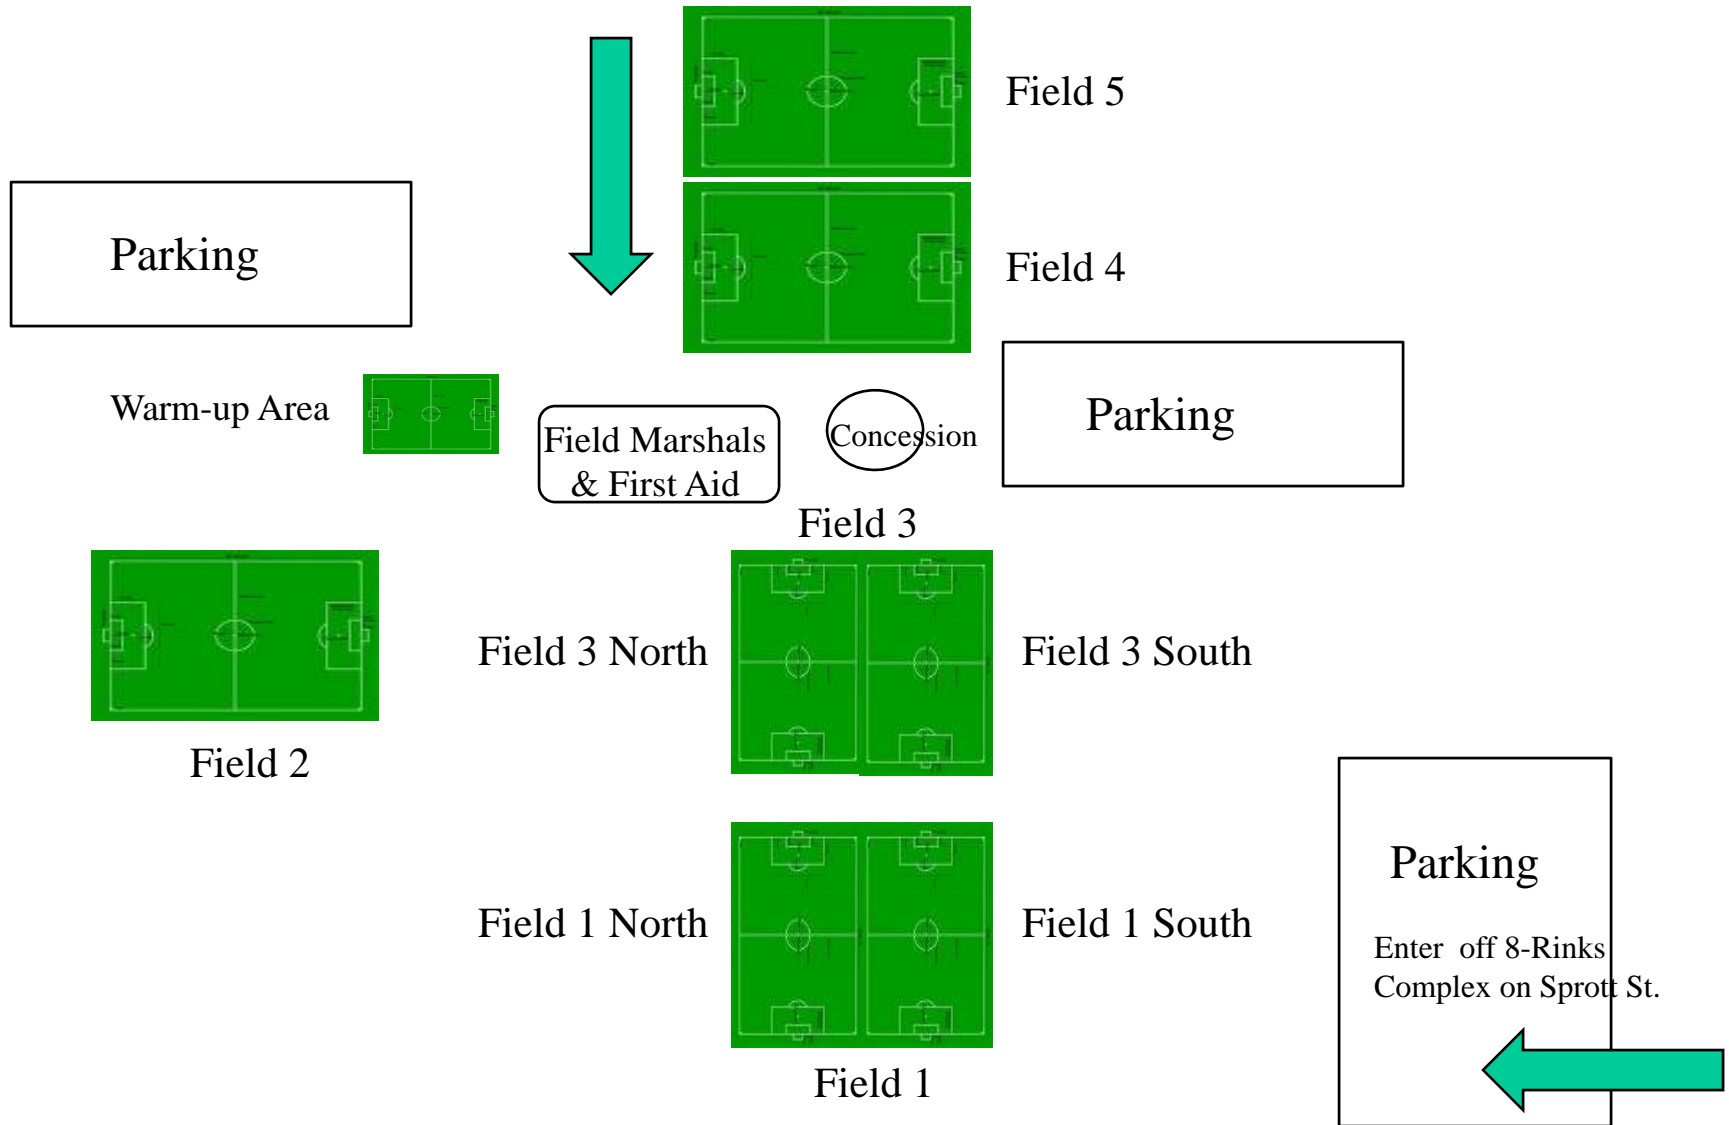 Field 5
Parking
Field 4
Warm-up Area
Field Marshals
& First Aid
Concession
Parking
Field 3
Field 3 North
Field 3 South
Field 2
Parking
Field 1 North
Field 1 South
Enter off 8-Rinks
Complex on Sprott St.
Field 1